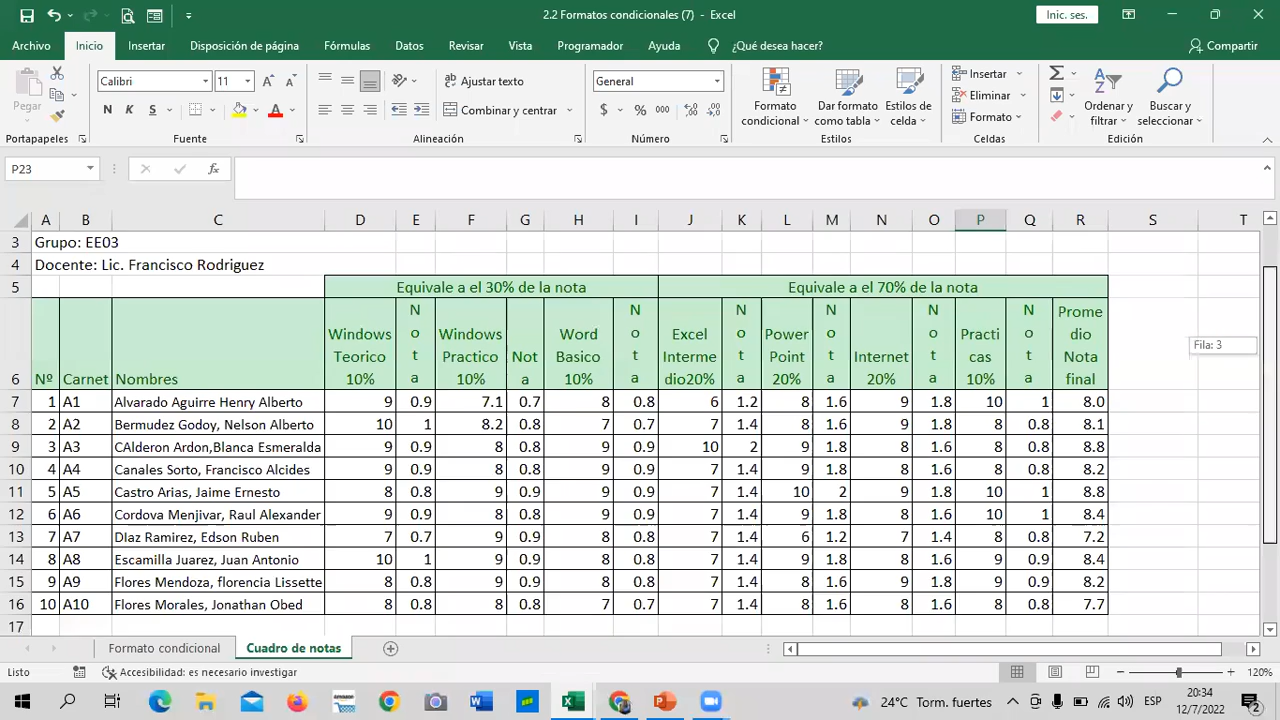 2.2 Formatos condicionales (7) - Excel
Inic. ses.
Archivo Inicio Insertar Disposición de página Fórmulas Datos Revisar Vista Programador Ayuda ¿Qué desea hacer? Compartir
Pegar
Calibri 11
N K S
Ajustar texto
Combinar y centrar
General
$ % 000
Formato condicional
Dar formato como tabla
Estilos de celda
Insertar
Eliminar
Formato
Ordenar y filtrar
Buscar y seleccionar
Portapapeles Fuente Alineación Número Estilos Celdas Edición
P23 fx
A B C D E F G H I J K L M N O P Q R S T
3 Grupo: EE03
4 Docente: Lic. Francisco Rodriguez
5 Equivale a el 30% de la nota Equivale a el 70% de la nota
6 Nº Carnet Nombres Windows Teorico 10% Nota Windows Practico 10% Nota Word Basico 10% Nota Excel Intermedio20% Nota Power Point 20% Nota Internet 20% Nota Practicas 10% Nota Promedio Nota final
Fila: 3
7 1 A1 Alvarado Aguirre Henry Alberto 9 0.9 7.1 0.7 8 0.8 6 1.2 8 1.6 9 1.8 10 1 8.0
8 2 A2 Bermudez Godoy, Nelson Alberto 10 1 8.2 0.8 7 0.7 7 1.4 8 1.6 9 1.8 8 0.8 8.1
9 3 A3 CAlderon Ardon,Blanca Esmeralda 9 0.9 8 0.8 9 0.9 10 2 9 1.8 8 1.6 8 0.8 8.8
10 4 A4 Canales Sorto, Francisco Alcides 9 0.9 8 0.8 9 0.9 7 1.4 9 1.8 8 1.6 8 0.8 8.2
11 5 A5 Castro Arias, Jaime Ernesto 8 0.8 9 0.9 9 0.9 7 1.4 10 2 9 1.8 10 1 8.8
12 6 A6 Cordova Menjivar, Raul Alexander 9 0.9 8 0.8 9 0.9 7 1.4 9 1.8 8 1.6 10 1 8.4
13 7 A7 DIaz Ramirez, Edson Ruben 7 0.7 9 0.9 8 0.8 7 1.4 6 1.2 7 1.4 8 0.8 7.2
14 8 A8 Escamilla Juarez, Juan Antonio 10 1 9 0.9 8 0.8 7 1.4 9 1.8 8 1.6 9 0.9 8.4
15 9 A9 Flores Mendoza, florencia Lissette 8 0.8 9 0.9 8 0.8 7 1.4 8 1.6 9 1.8 9 0.9 8.2
16 10 A10 Flores Morales, Jonathan Obed 8 0.8 8 0.8 7 0.7 7 1.4 8 1.6 8 1.6 8 0.8 7.7
17
Formato condicional Cuadro de notas
Listo Accesibilidad: es necesario investigar 120%
24°C Torm. fuertes ESP 20:34
12/7/2022 2